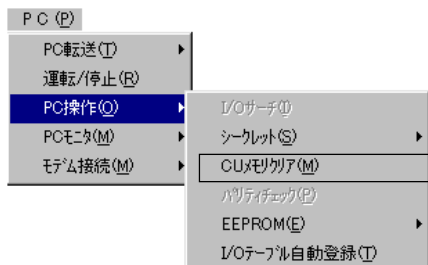 PC(P)
PC転送(T)
運転/停止(R)
PC操作(O)
PCモニタ(M)
モデム接続(M)
I/Oサーチ(I)
シークレット(S)
CUメモリクリア(M)
パリティチェック(P)
EEPROM(E)
I/Oテーブル自動登録(T)